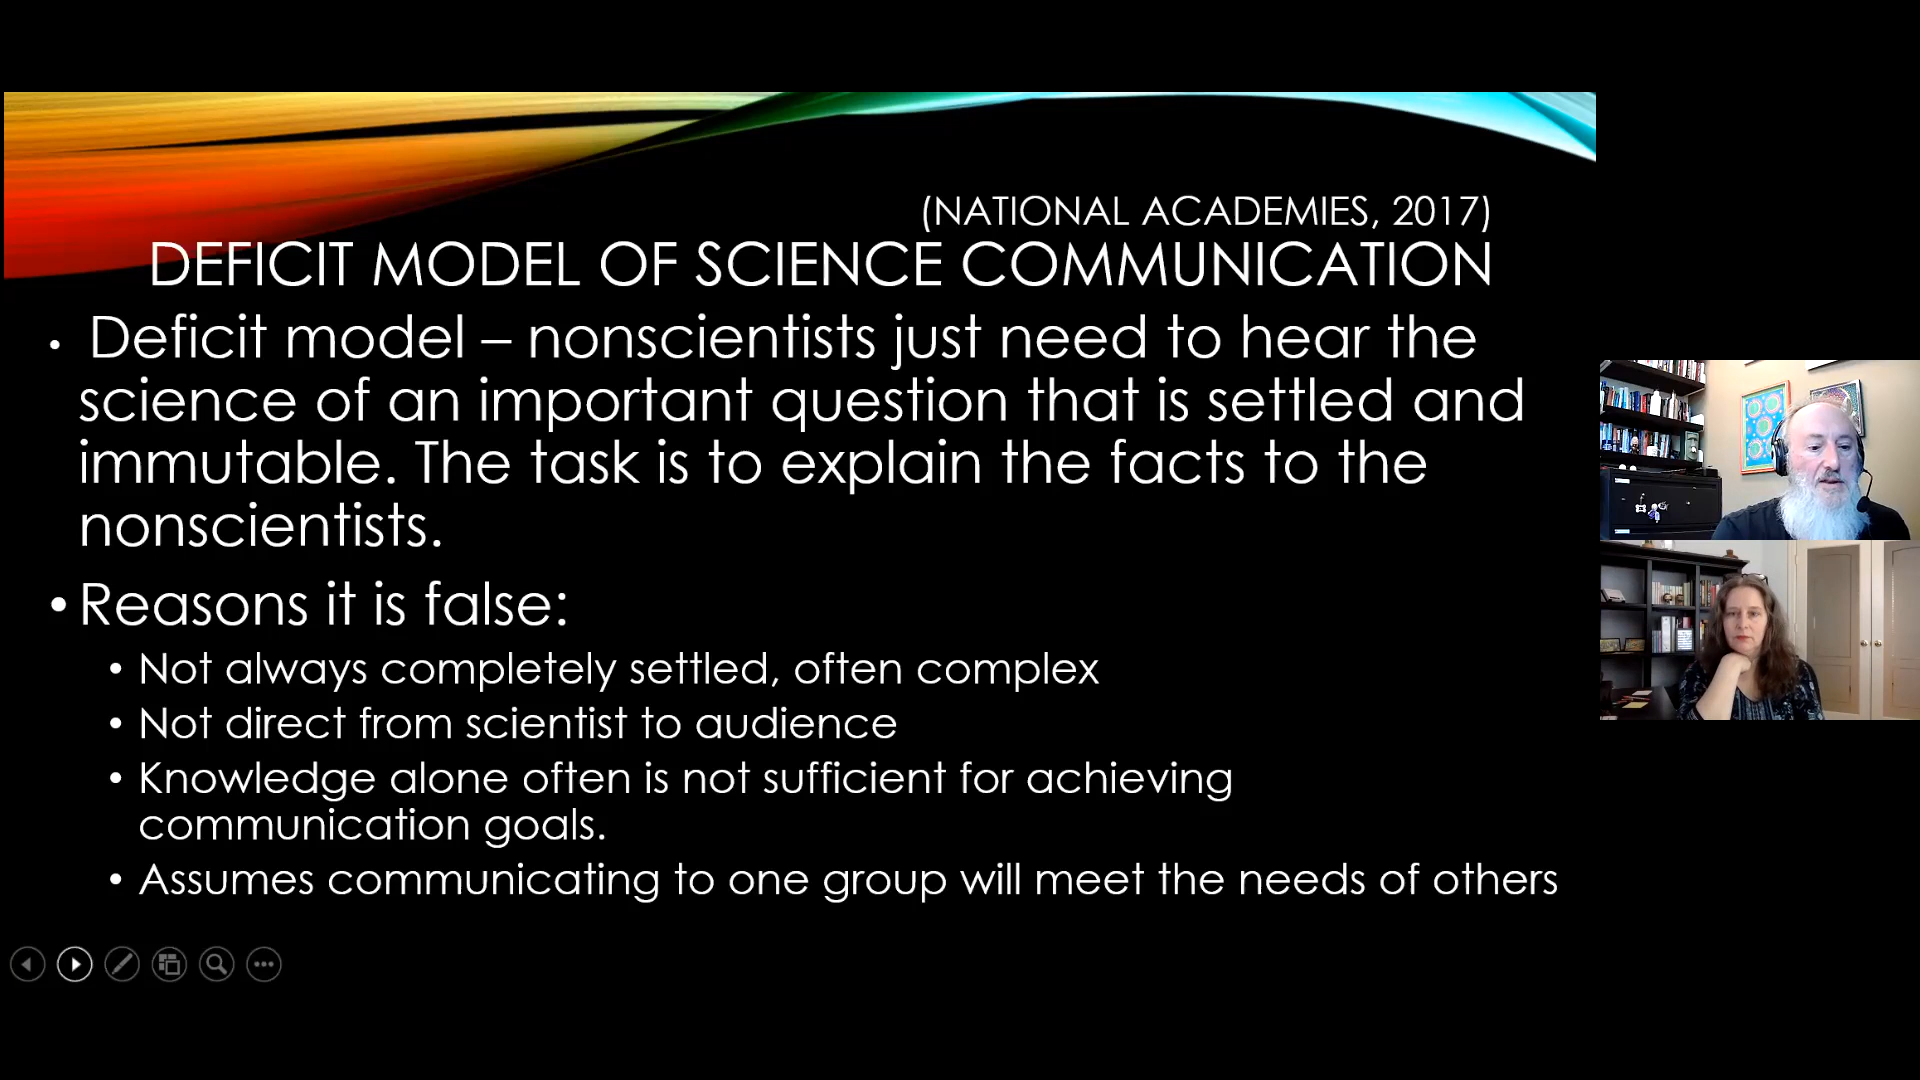 (NATIONAL ACADEMIES, 2017)
DEFICIT MODEL OF SCIENCE COMMUNICATION
• Deficit model – nonscientists just need to hear the
science of an important question that is settled and
immutable. The task is to explain the facts to the
nonscientists.
• Reasons it is false:
• Not always completely settled, often complex
• Not direct from scientist to audience
• Knowledge alone often is not sufficient for achieving
communication goals.
• Assumes communicating to one group will meet the needs of others